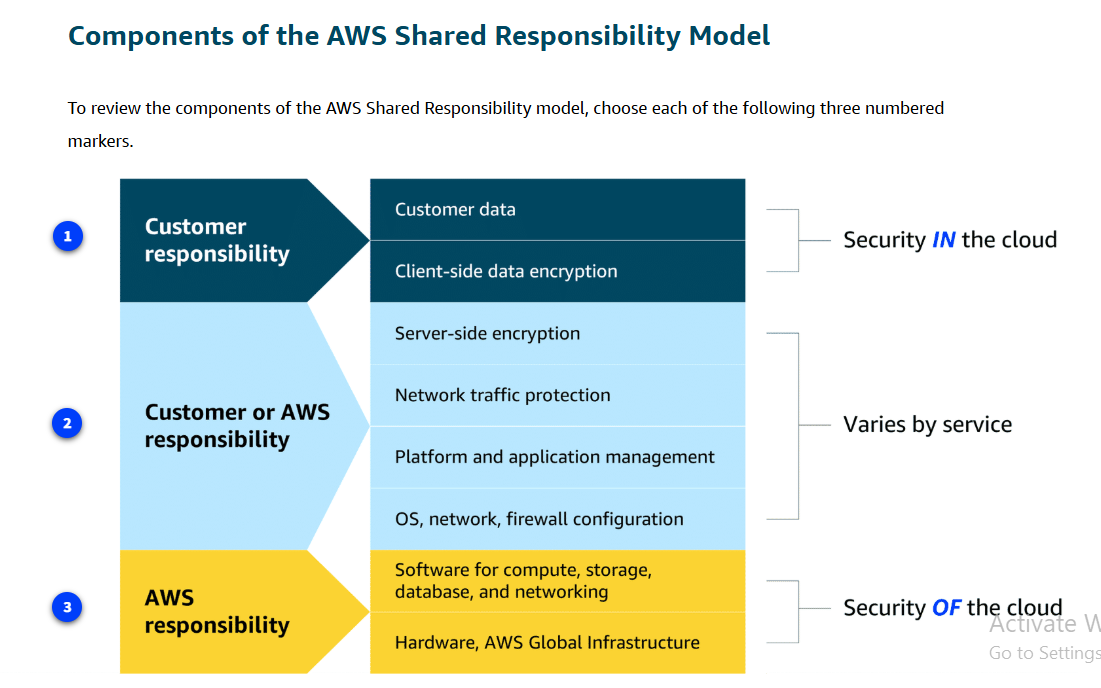 Components of the AWS Shared Responsibility Model
To review the components of the AWS Shared Responsibility model, choose each of the following three numbered
markers.
1
Customer
responsibility
Customer data
Client-side data encryption
Security IN the cloud
2
Customer or AWS
responsibility
Server-side encryption
Network traffic protection
Platform and application management
OS, network, firewall configuration
Varies by service
3
AWS
responsibility
Software for compute, storage,
database, and networking
Hardware, AWS Global Infrastructure
Security OF the cloud
Activate W
Go to Settings